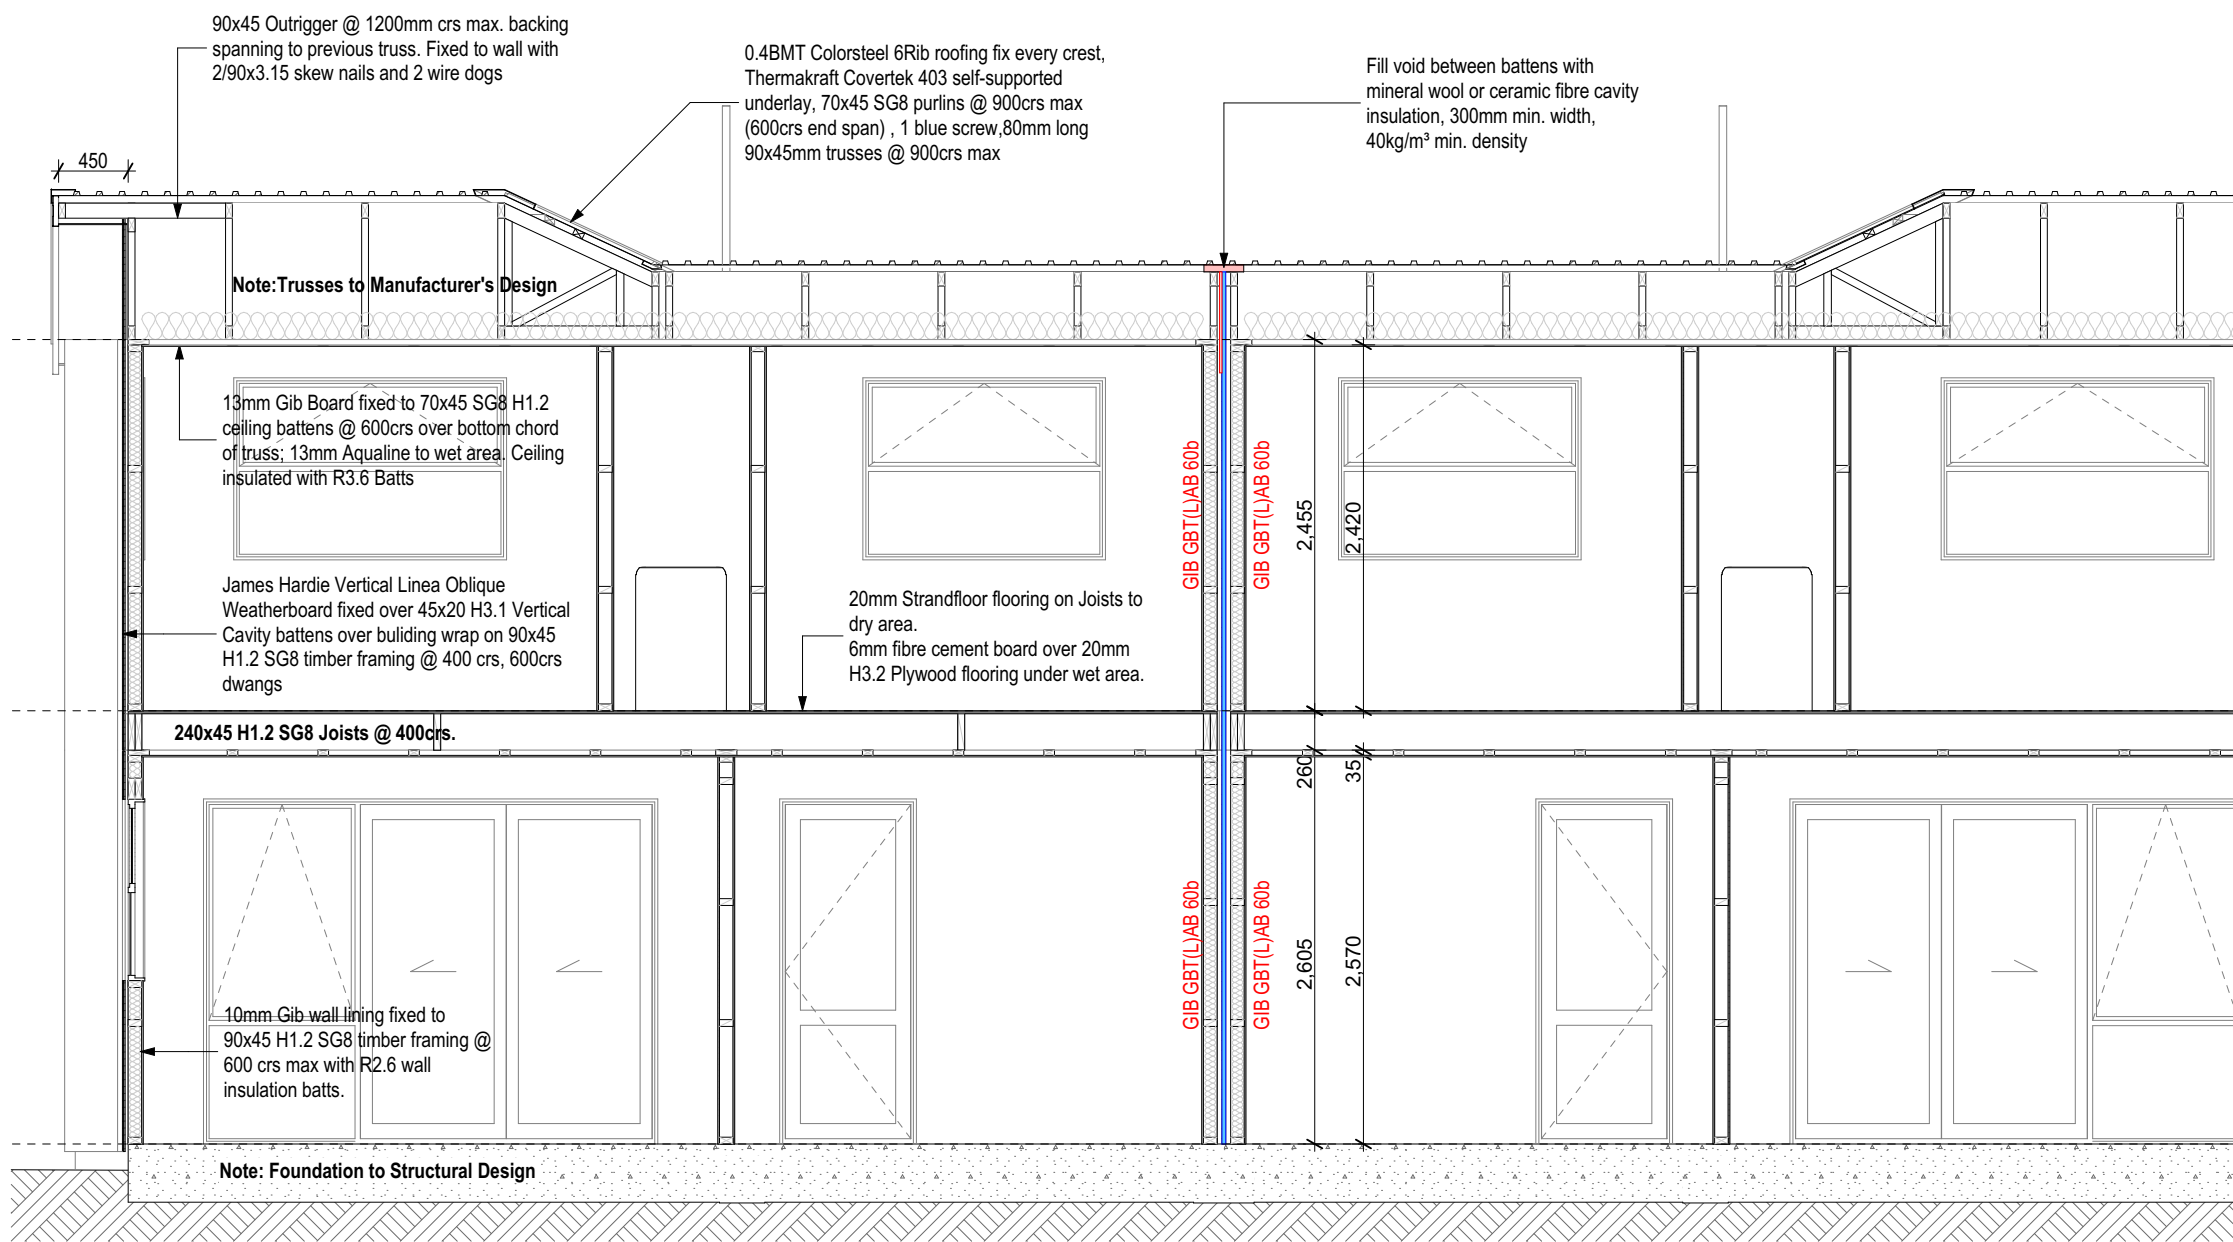 90x45 Outrigger @ 1200mm crs max. backing
spanning to previous truss. Fixed to wall with
2/90x3.15 skew nails and 2 wire dogs
0.4BMT Colorsteel 6Rib roofing fix every crest,
Thermakraft Covertek 403 self-supported
underlay, 70x45 SG8 purlins @ 900crs max
(600crs end span) , 1 blue screw,80mm long
90x45mm trusses @ 900crs max
Fill void between battens with
mineral wool or ceramic fibre cavity
insulation, 300mm min. width,
40kg/m³ min. density
450
Note:Trusses to Manufacturer's Design
13mm Gib Board fixed to 70x45 SG8 H1.2
ceiling battens @ 600crs over bottom chord
of truss; 13mm Aqualine to wet area. Ceiling
insulated with R3.6 Batts
GIB GBT(L)AB 60b
GIB GBT(L)AB 60b
2,455
2,420
James Hardie Vertical Linea Oblique
Weatherboard fixed over 45x20 H3.1 Vertical
Cavity battens over buliding wrap on 90x45
H1.2 SG8 timber framing @ 400 crs, 600crs
dwangs
20mm Strandfloor flooring on Joists to
dry area.
6mm fibre cement board over 20mm
H3.2 Plywood flooring under wet area.
240x45 H1.2 SG8 Joists @ 400crs.
260
35
GIB GBT(L)AB 60b
GIB GBT(L)AB 60b
2,605
2,570
10mm Gib wall lining fixed to
90x45 H1.2 SG8 timber framing @
600 crs max with R2.6 wall
insulation batts.
Note: Foundation to Structural Design